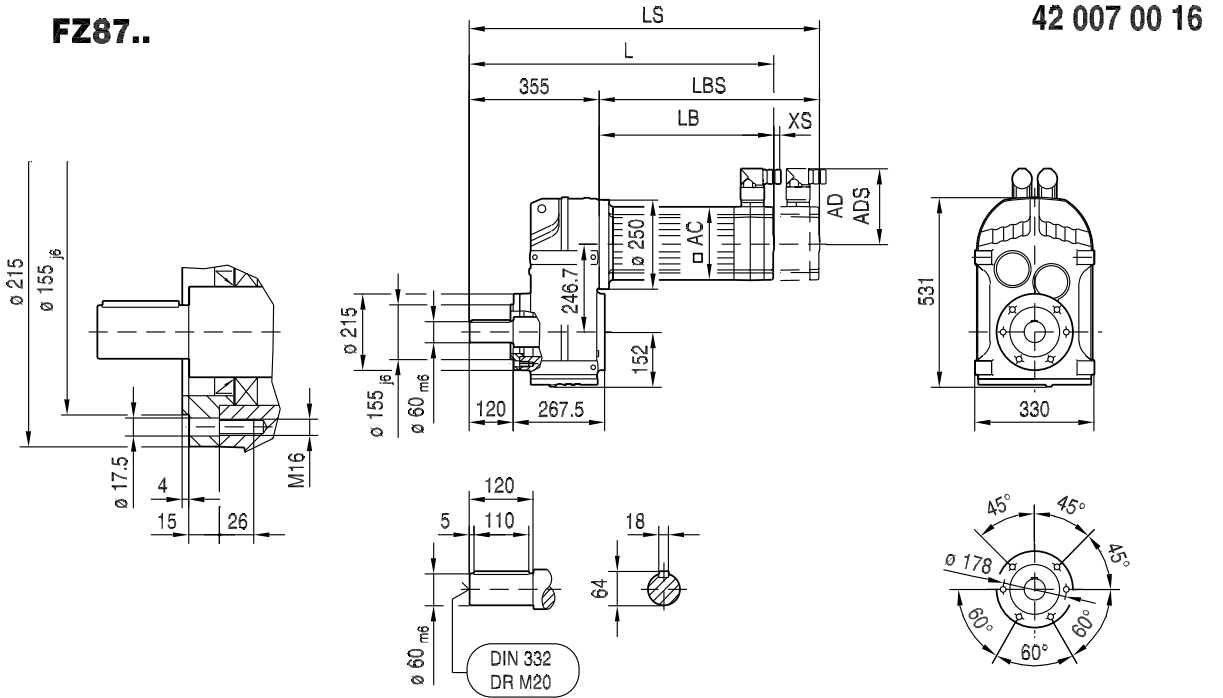 FZ87..
42 007 00 16
LS
L
355
LBS
LB
XS
AD
ADS
ø 250
□ AC
246.7
152
ø 215
ø 155 j6
ø 60 m6
120
267.5
531
330
ø 215
ø 155 j6
ø 17.5
M16
4
15
26
120
5
110
18
64
ø 60 m6
DIN 332
DR M20
45°
45°
45°
ø 178
60°
60°
60°